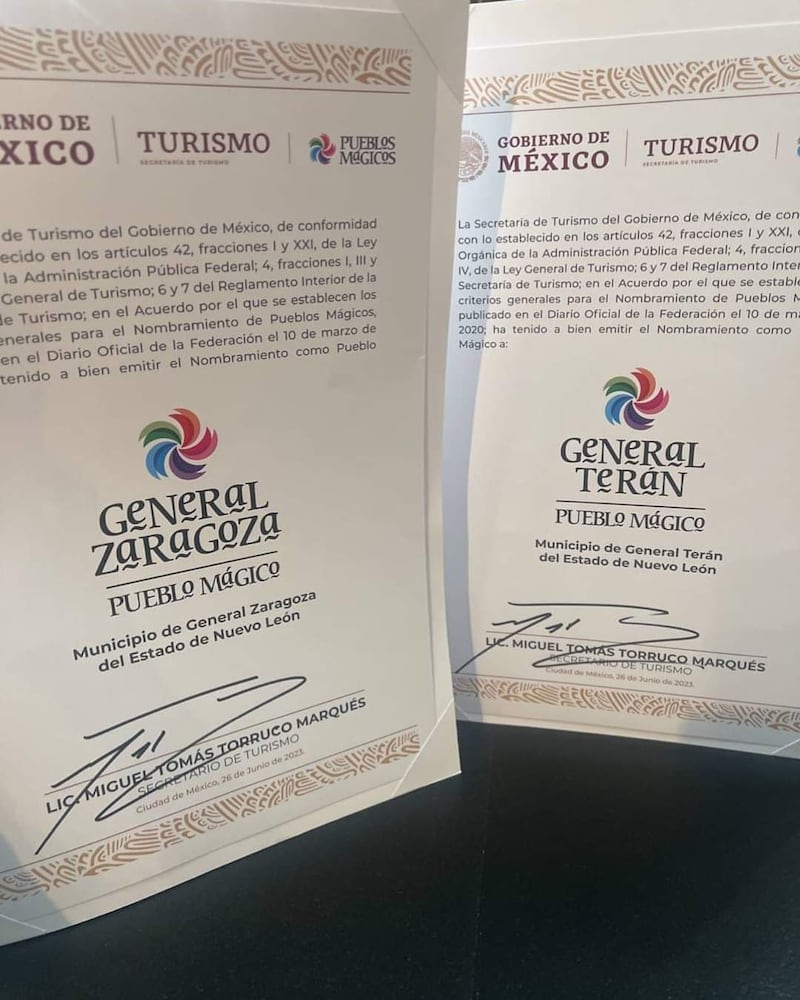 RNO DE
XICO
TURISMO
SECRETARÍA DE TURISMO
PUEBLOS
MÁGICOS
de Turismo del Gobierno de México, de conformidad
ecido en los artículos 42, fracciones I y XXI, de la Ley
la Administración Pública Federal; 4, fracciones I, III y
General de Turismo; 6 y 7 del Reglamento Interior de la
de Turismo; en el Acuerdo por el que se establecen los
enerales para el Nombramiento de Pueblos Mágicos,
en el Diario Oficial de la Federación el 10 de marzo de
tenido a bien emitir el Nombramiento como Pueblo
GENERAL
ZARAGOZA
PUEBLO MÁGICO
Municipio de General Zaragoza
del Estado de Nuevo León
LIC. MIGUEL TOMÁS TORRUCO MARQUÉS
SECRETARIO DE TURISMO
Ciudad de México, 26 de Junio de 2023.
GOBIERNO DE
MÉXICO
TURISMO
SECRETARÍA DE TURISMO
La Secretaría de Turismo del Gobierno de México, de con
con lo establecido en los artículos 42, fracciones I y XXI,
Orgánica de la Administración Pública Federal; 4, fraccion
IV, de la Ley General de Turismo; 6 y 7 del Reglamento Inter
Secretaría de Turismo; en el Acuerdo por el que se estable
criterios generales para el Nombramiento de Pueblos M
publicado en el Diario Oficial de la Federación el 10 de ma
2020; ha tenido a bien emitir el Nombramiento como
Mágico a:
GENERAL
TERÁN
PUEBLO MÁGICO
Municipio de General Terán
del Estado de Nuevo León
LIC. MIGUEL TOMÁS TORRUCO MARQUÉS
SECRETARIO DE TURISMO
Ciudad de México, 26 de Junio de 2023.